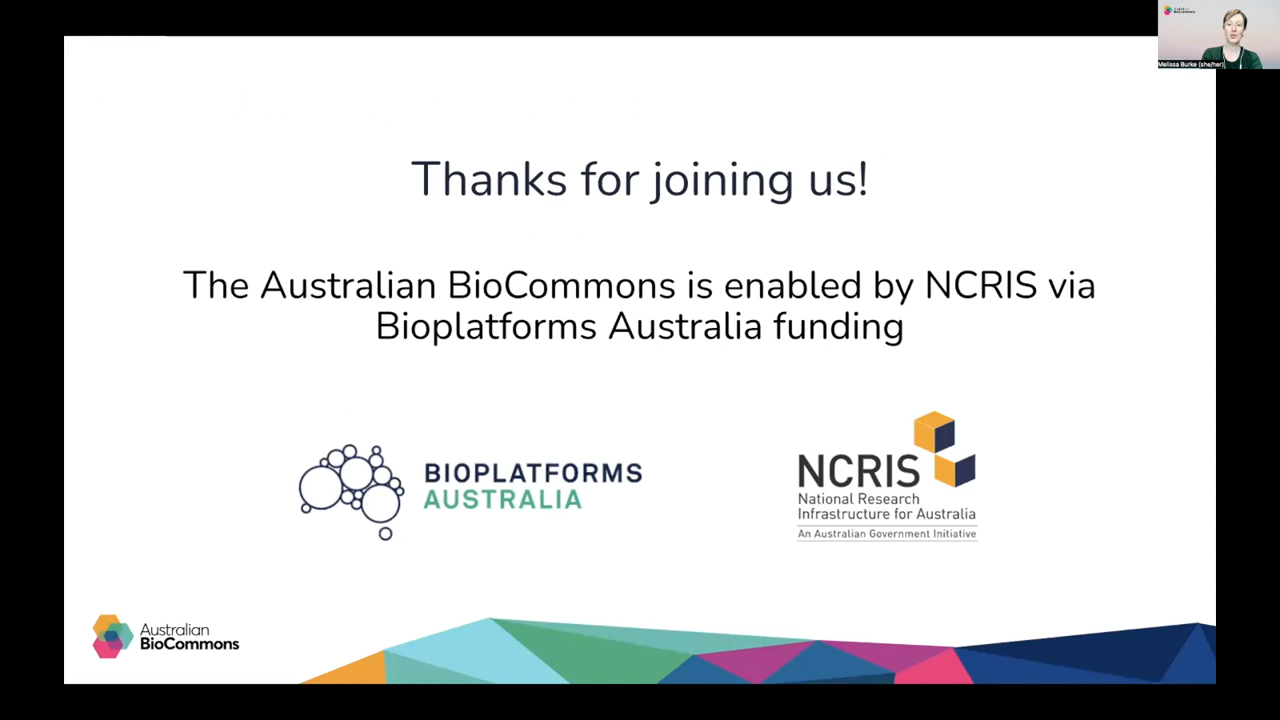 Melissa Burke (she/her)
Thanks for joining us!
The Australian BioCommons is enabled by NCRIS via
Bioplatforms Australia funding
BIOPLATFORMS
AUSTRALIA
NCRIS
National Research
Infrastructure for Australia
An Australian Government Initiative
Australian
BioCommons